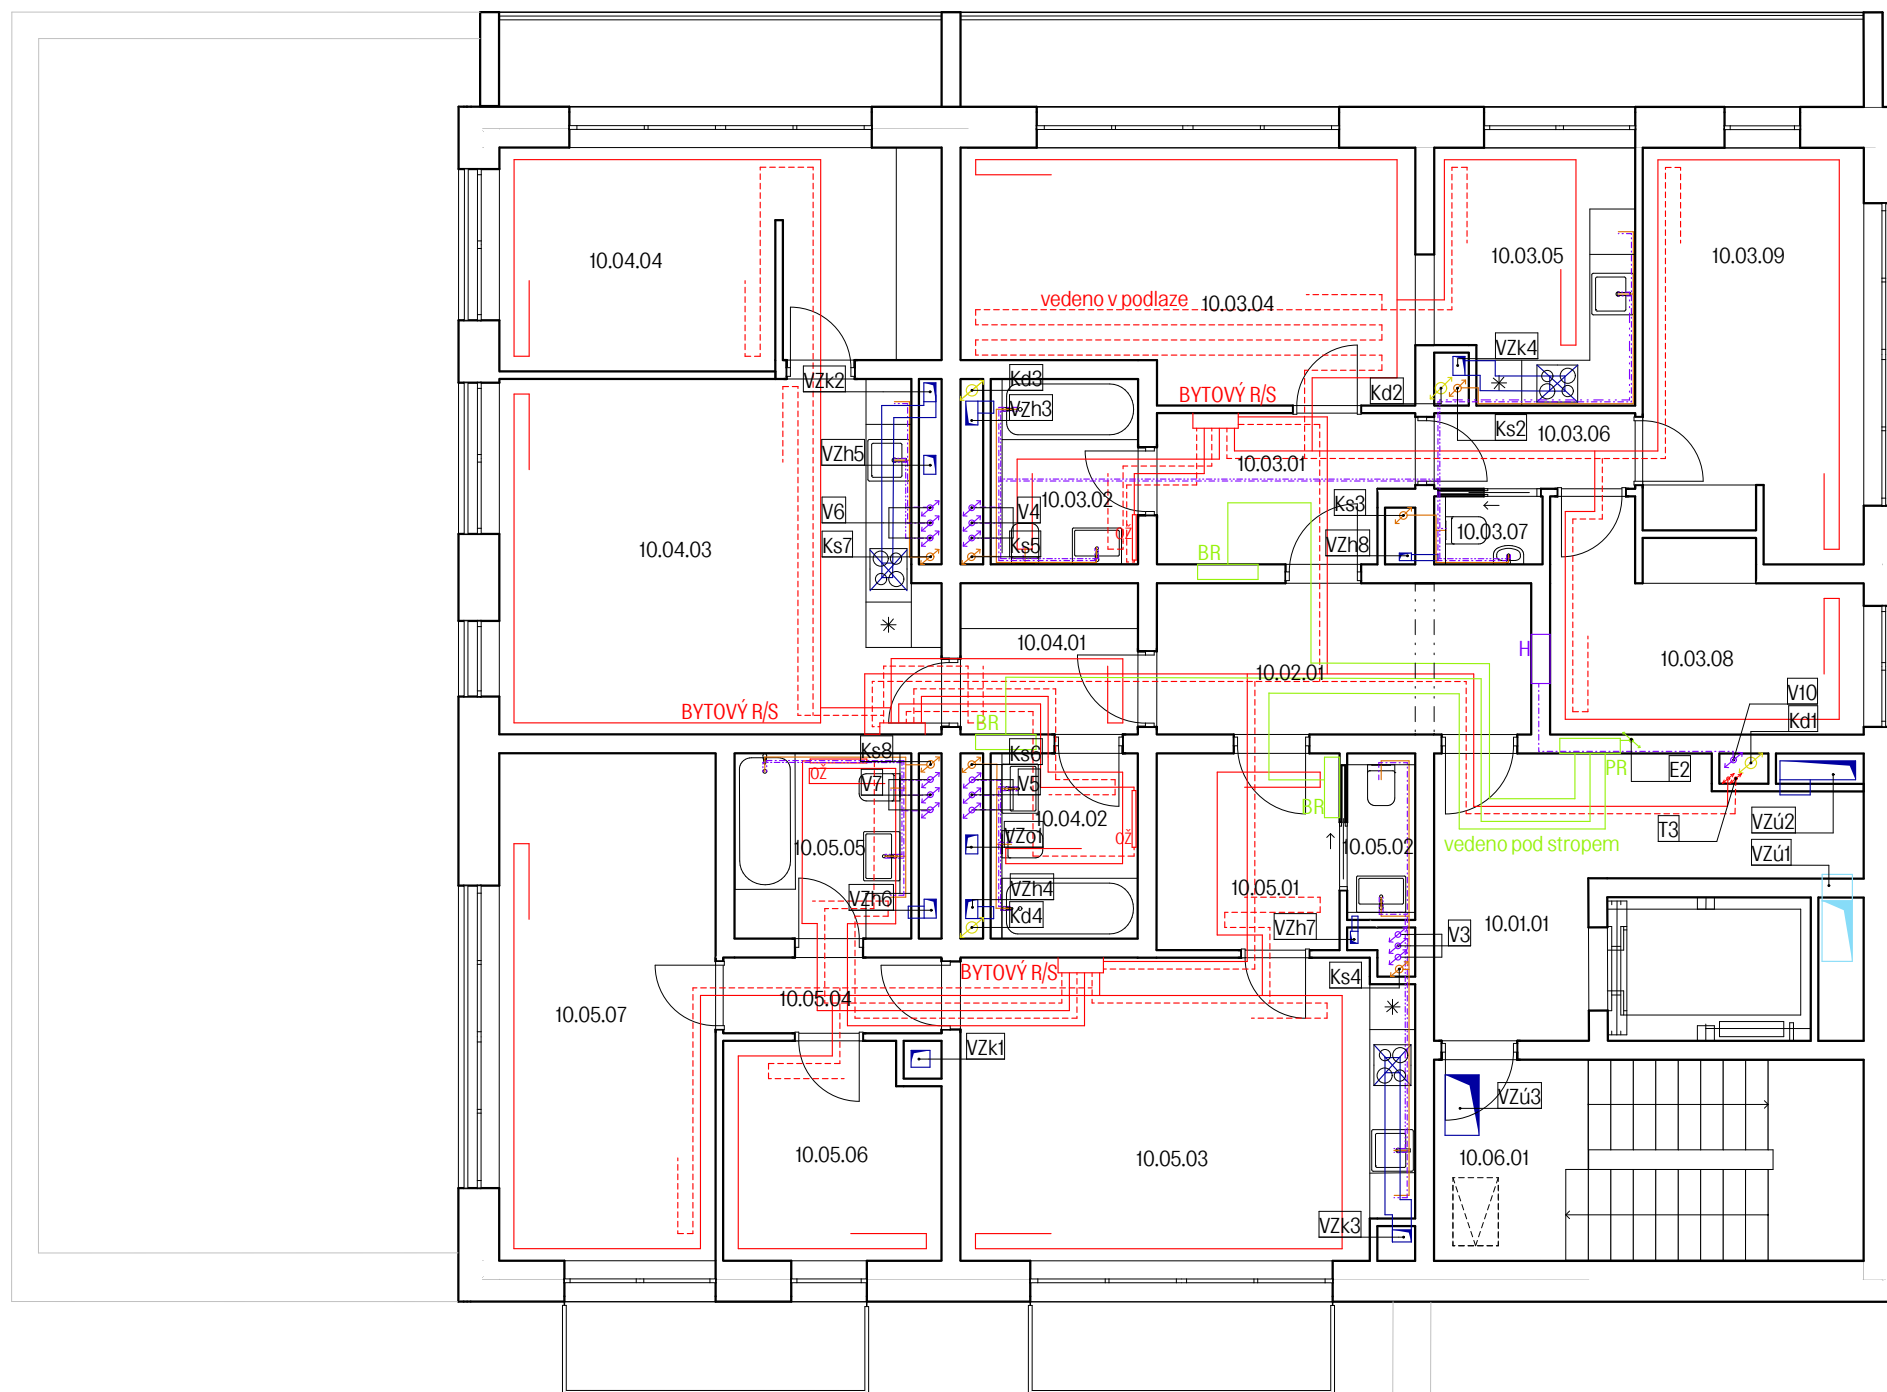 10.04.04
10.03.05
10.03.09
vedeno v podlaze
10.03.04
VZk4
VZk2
Kd3
Kd2
BYTOVÝ R/S
VZh3
Ks2
10.03.06
VZh5
10.03.01
10.03.02
V6
V4
Ks3
OŽ
10.03.07
Ks7
Ks5
VZh8
10.04.03
BR
10.04.01
H
10.03.08
10.02.01
V10
BYTOVÝ R/S
BR
Kd1
Ks8
Ks6
PR
E2
OŽ
V7
V5
10.04.02
BR
T3
VZú2
VZo1
OŽ
10.05.05
10.05.02
vedeno pod stropem
VZú1
VZh6
VZh4
10.05.01
Kd4
VZh7
V3
10.01.01
BYTOVÝ R/S
Ks4
10.05.04
10.05.07
VZk1
VZú3
10.05.06
10.05.03
10.06.01
VZk3